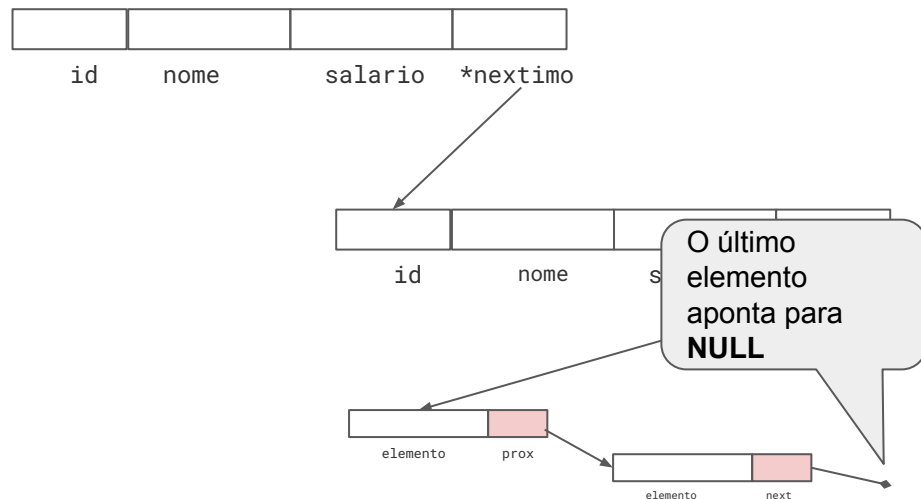 id nome salario *nextimo
id nome s
O último
elemento
aponta para
NULL
elemento prox
elemento next